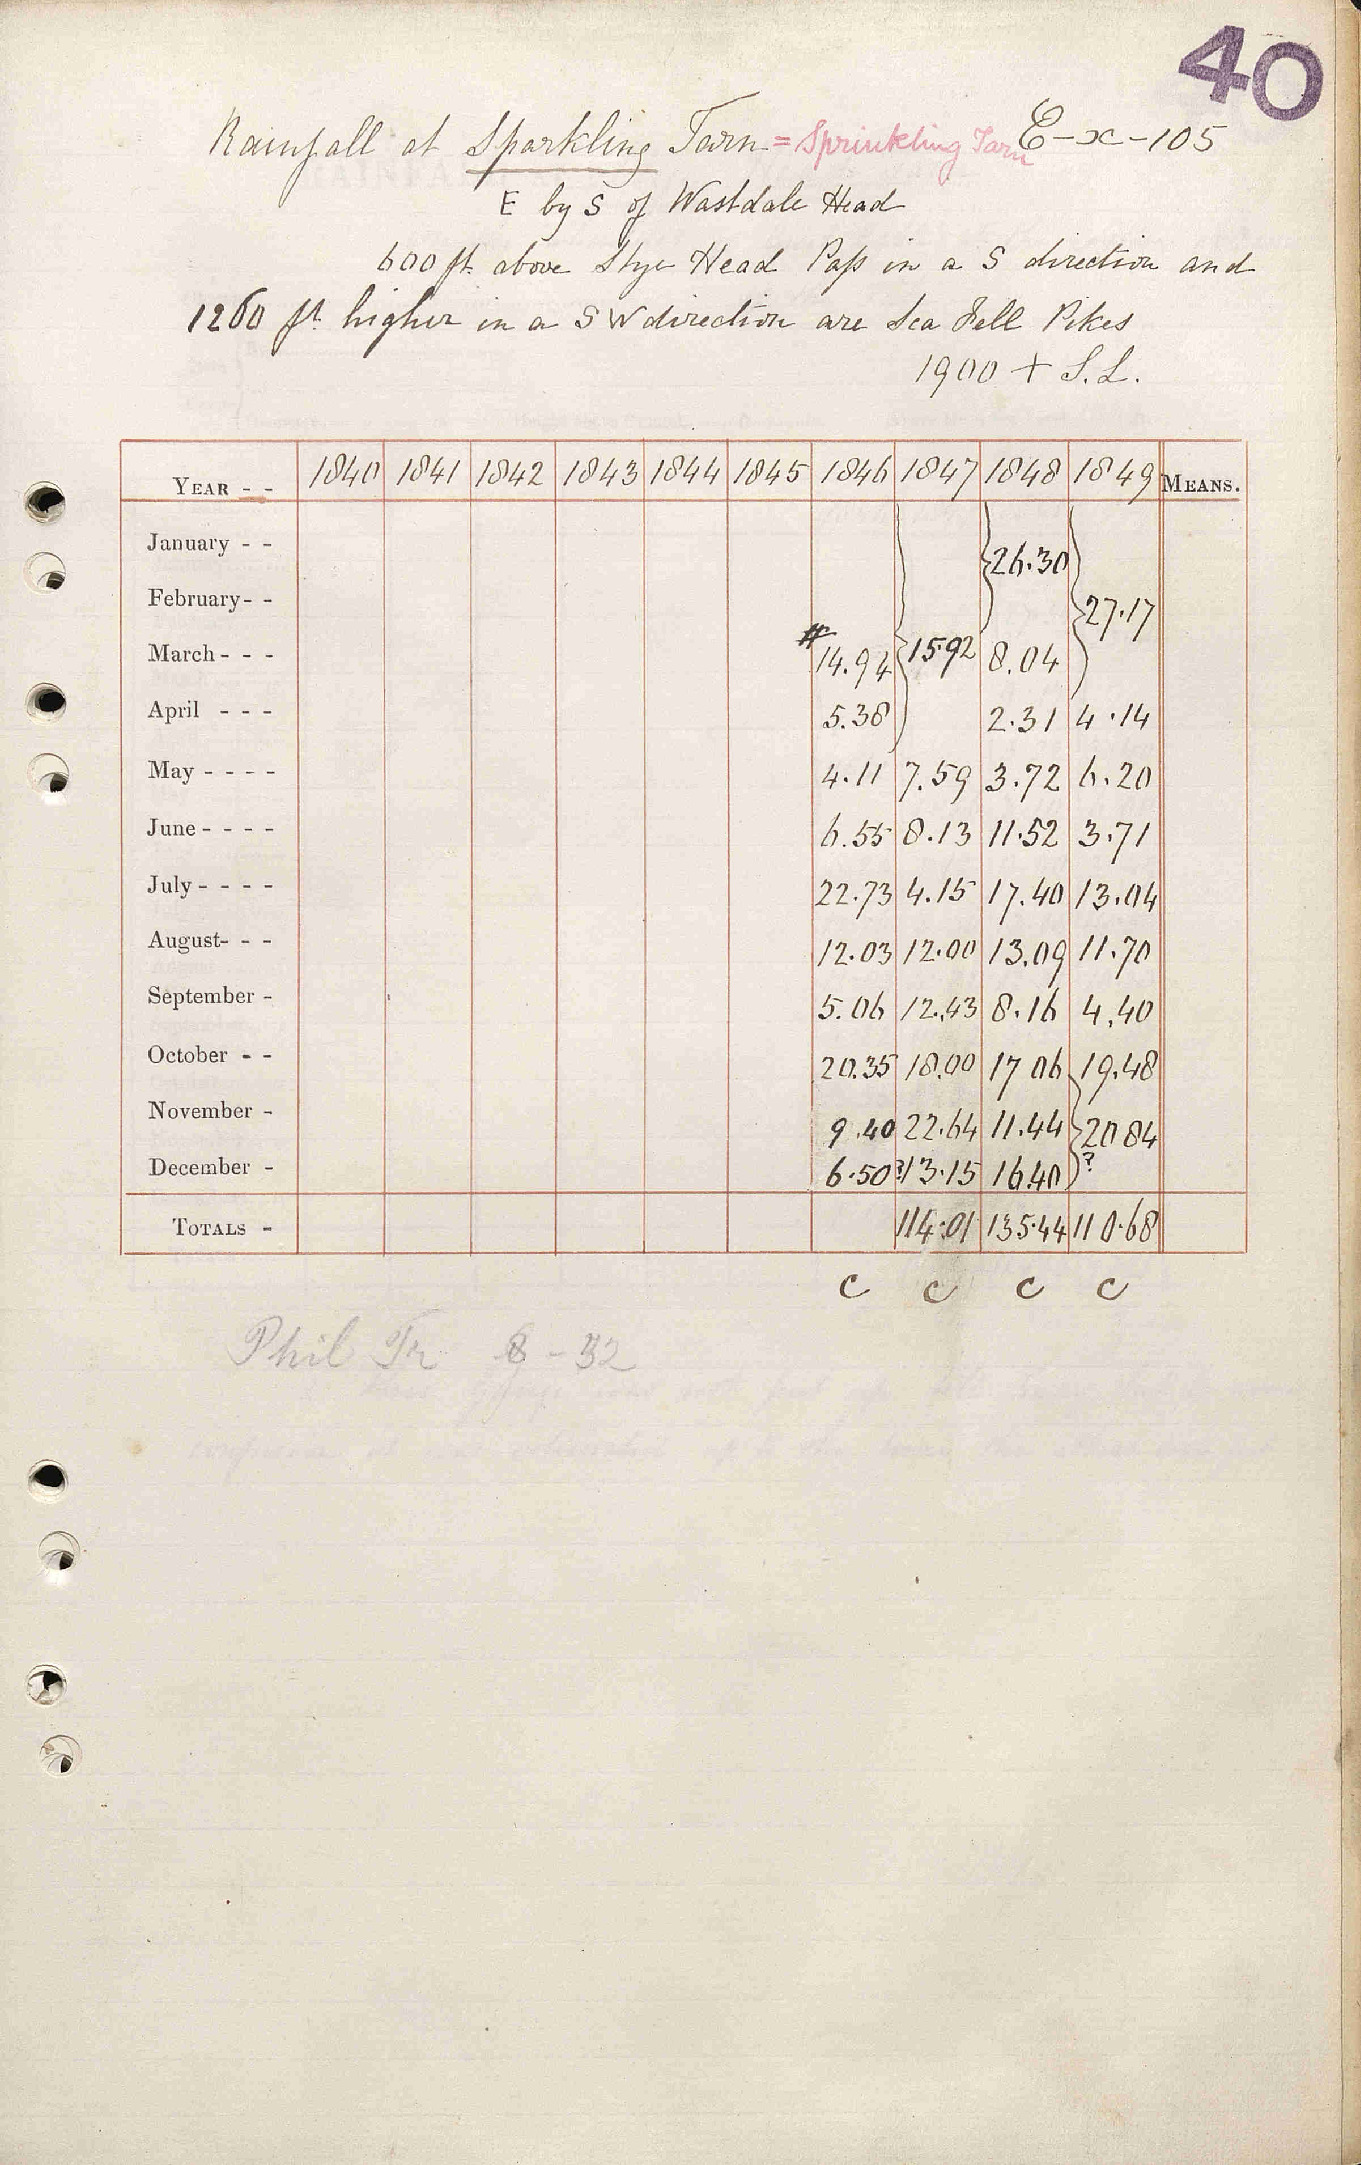 40
Rainfall at Sparkling Tarn = Sprinkling Tarn E-x-105
E by S of Wastdale Head
600 ft above Stye Head Pass in a S direction and
1260 ft higher in a SW direction are Sca Fell Pikes
1900 + S.L.
YEAR - - 1840 1841 1842 1843 1844 1845 1846 1847 1848 1849 MEANS.
January - - 26.30
February - - 27.17
March - - - # 14.94 15.92 8.04
April - - - 5.38 2.31 4.14
May - - - - 4.11 7.59 3.72 6.20
June - - - - 6.55 8.13 11.52 3.71
July - - - - 22.73 4.15 17.40 13.04
August - - - 12.03 12.00 13.09 11.70
September - 5.06 12.43 8.16 4.40
October - - 20.35 18.00 17 06 19.48
November - 9.40 22.64 11.44 20 84
December - 6.50? 13.15 16.40 ?
TOTALS - 114.01 135.44 110.68
C C C C
Phil Tr 8-32